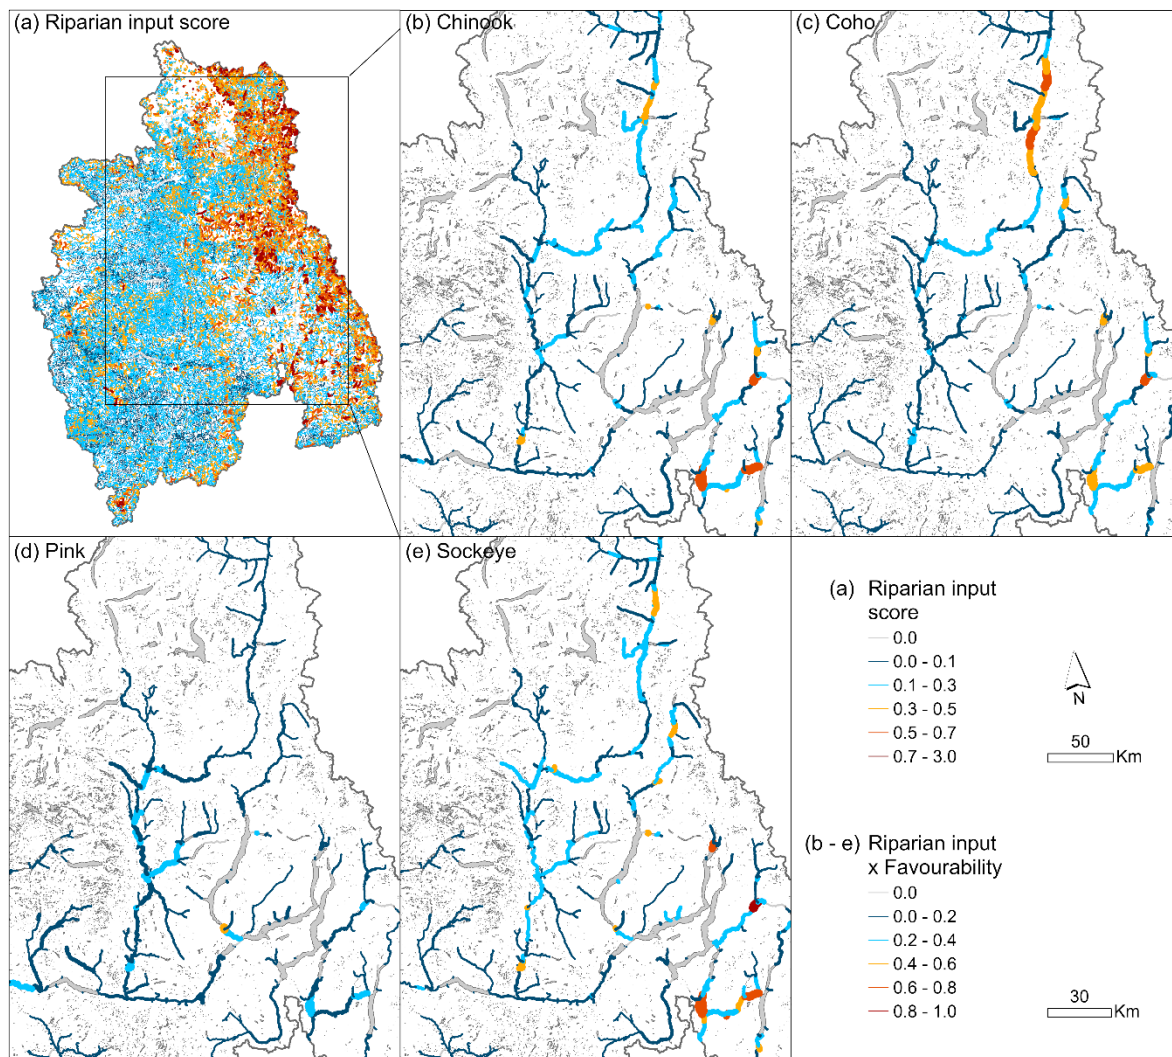 (a) Riparian input score
(b) Chinook
(c) Coho
(d) Pink
(e) Sockeye
(a) Riparian input
score
0.0
0.0 - 0.1
0.1 - 0.3
0.3 - 0.5
0.5 - 0.7
0.7 - 3.0
N
50
Km
(b - e) Riparian input
x Favourability
0.0
0.0 - 0.2
0.2 - 0.4
0.4 - 0.6
0.6 - 0.8
0.8 - 1.0
30
Km